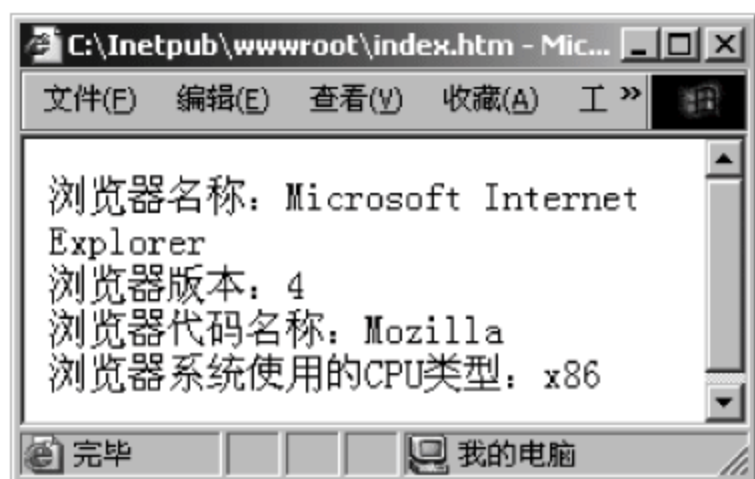 C:\Inetpub\wwwroot\index.htm - Mic...
文件(F) 编辑(E) 查看(V) 收藏(A) 工 »
浏览器名称：Microsoft Internet
Explorer
浏览器版本：4
浏览器代码名称：Mozilla
浏览器系统使用的CPU类型：x86
完毕 我的电脑